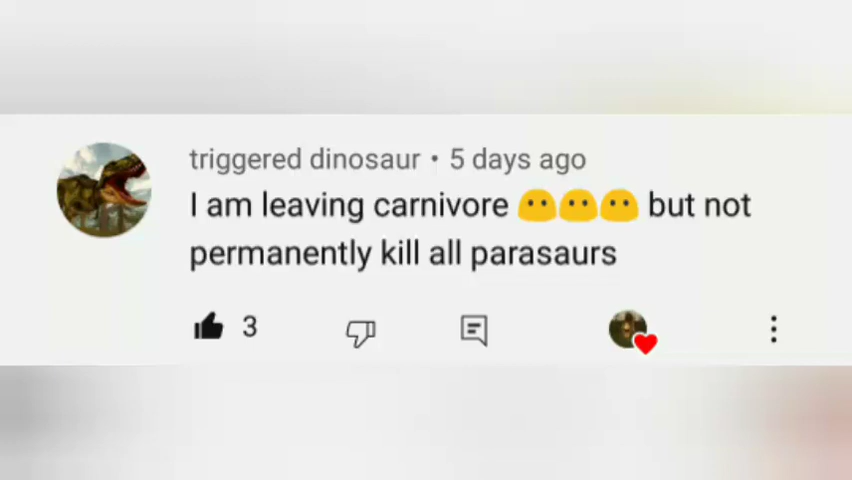 triggered dinosaur • 5 days ago
I am leaving carnivore 😶😶😶 but not
permanently kill all parasaurs
3